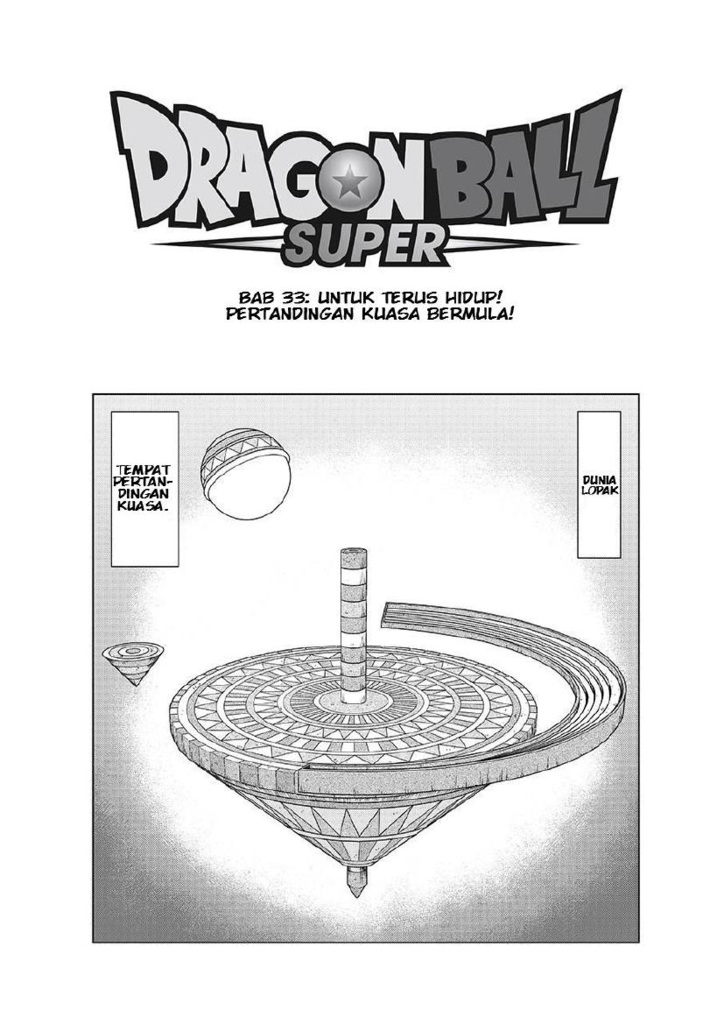 DRAGON BALL
SUPER
BAB 33: UNTUK TERUS HIDUP!
PERTANDINGAN KUASA BERMULA!
DUNIA
LOPAK
TEMPAT
PERTAN-
DINGAN
KUASA.